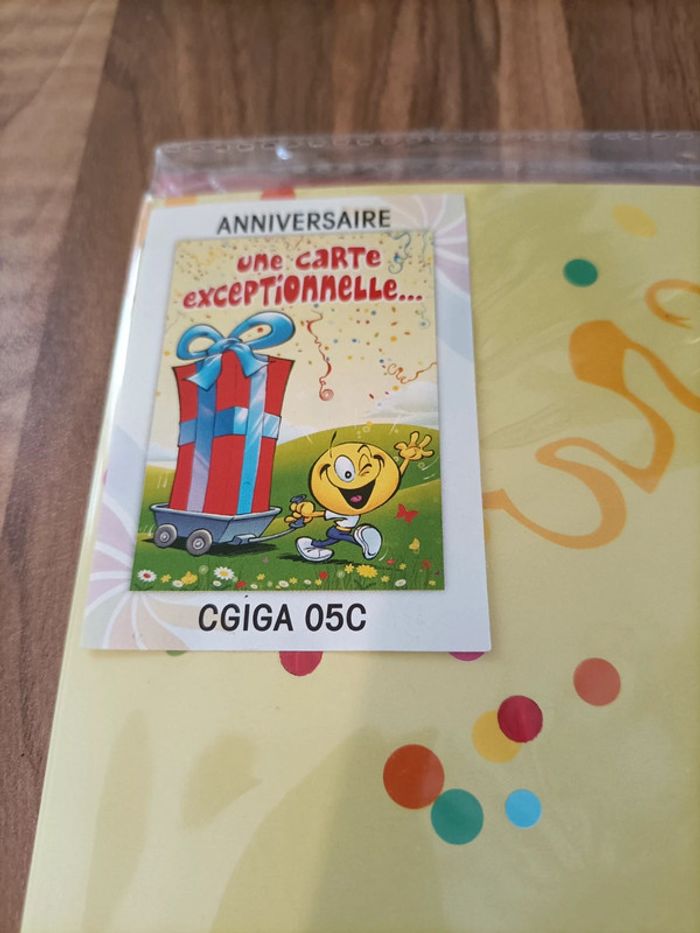 ANNIVERSAIRE
UNE CARTE
EXCEPTIONNELLE...
CGIGA 05C